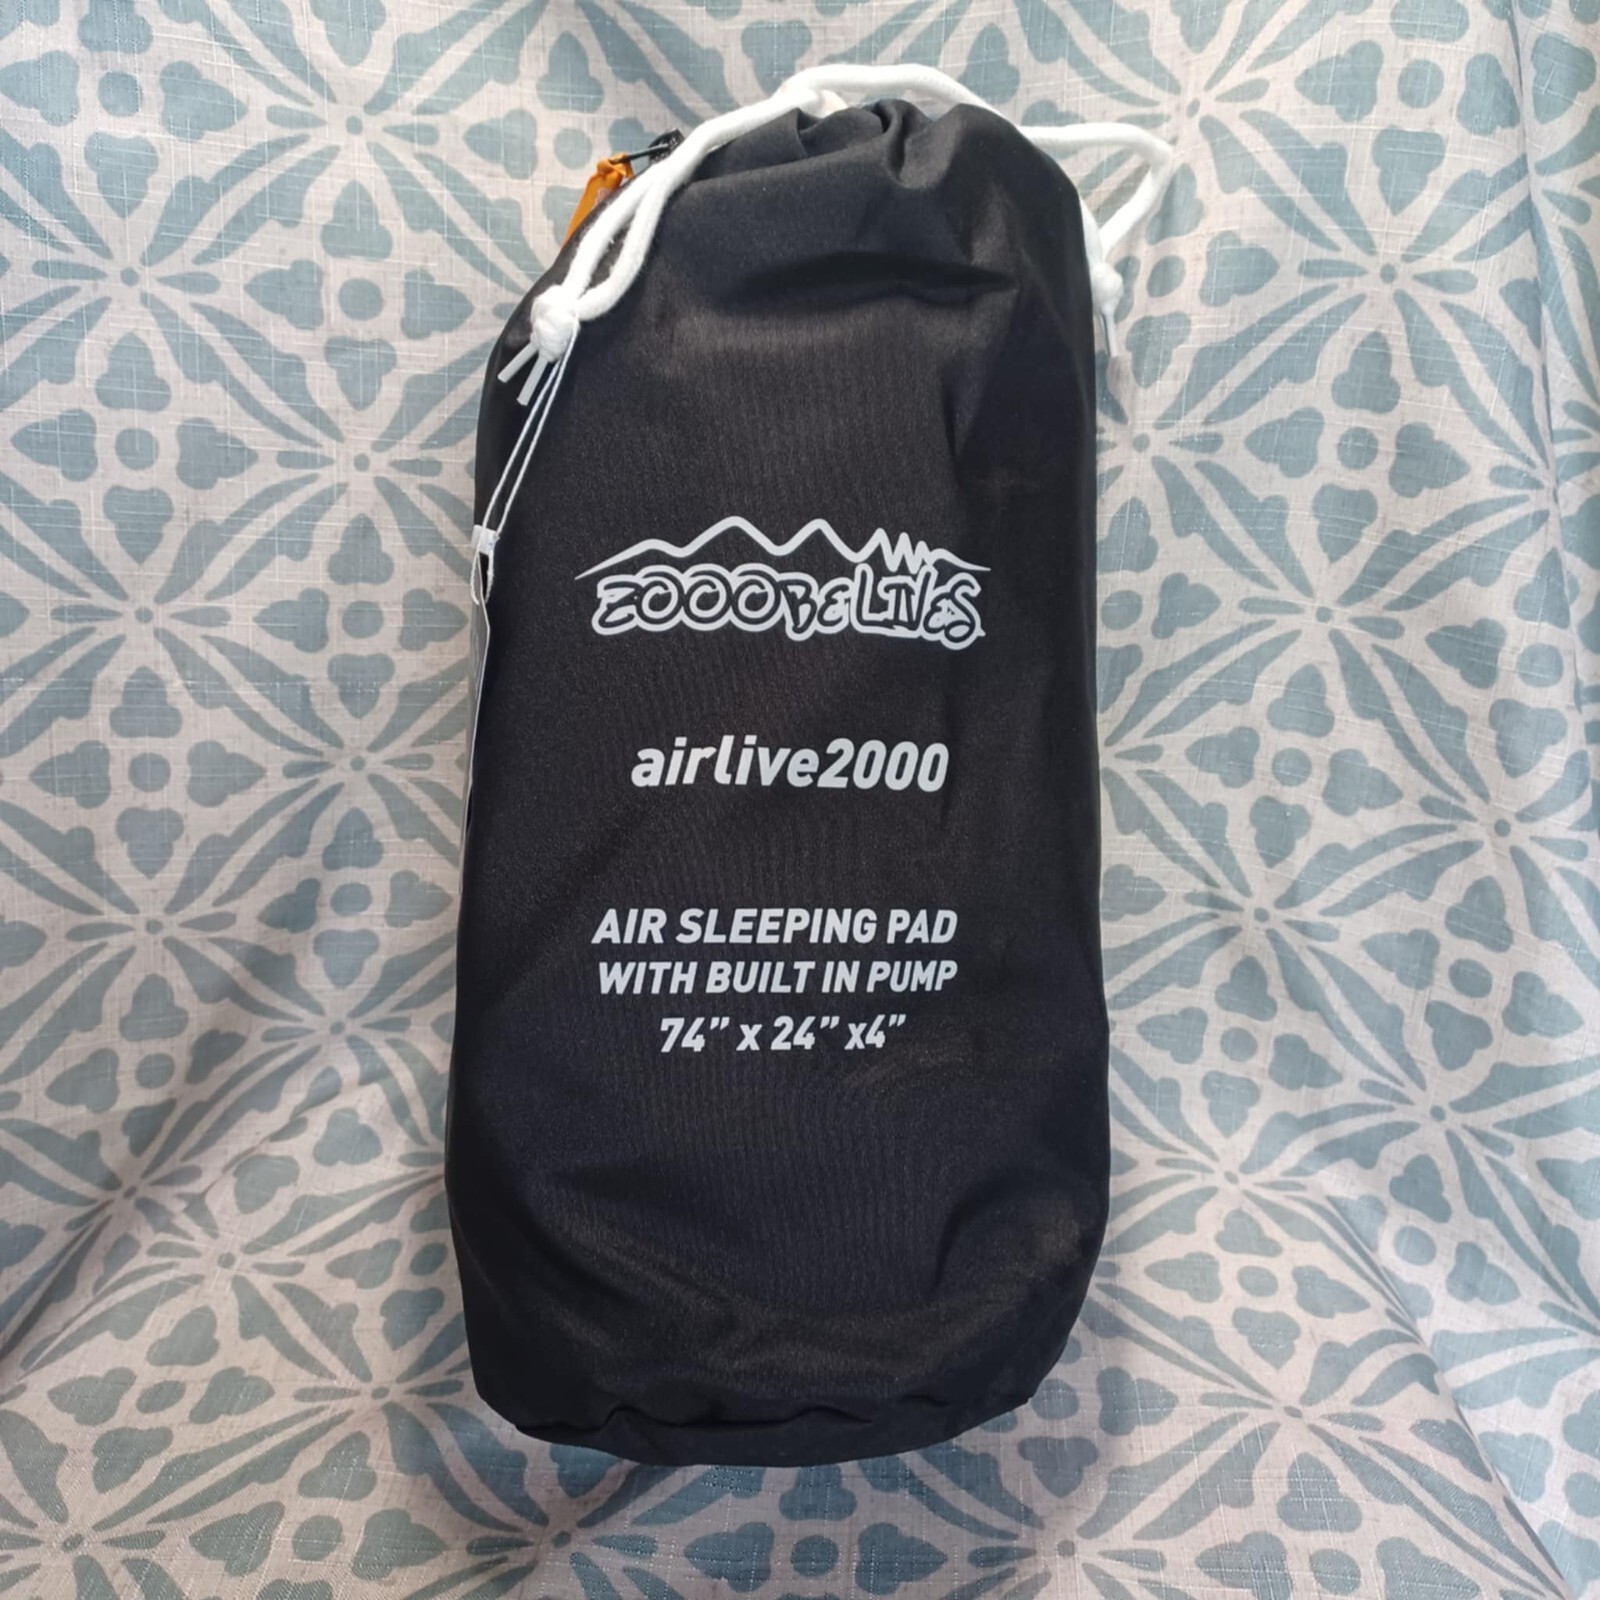 ZOOOBELIVES
airlive2000
AIR SLEEPING PAD
WITH BUILT IN PUMP
74” x 24” x4”